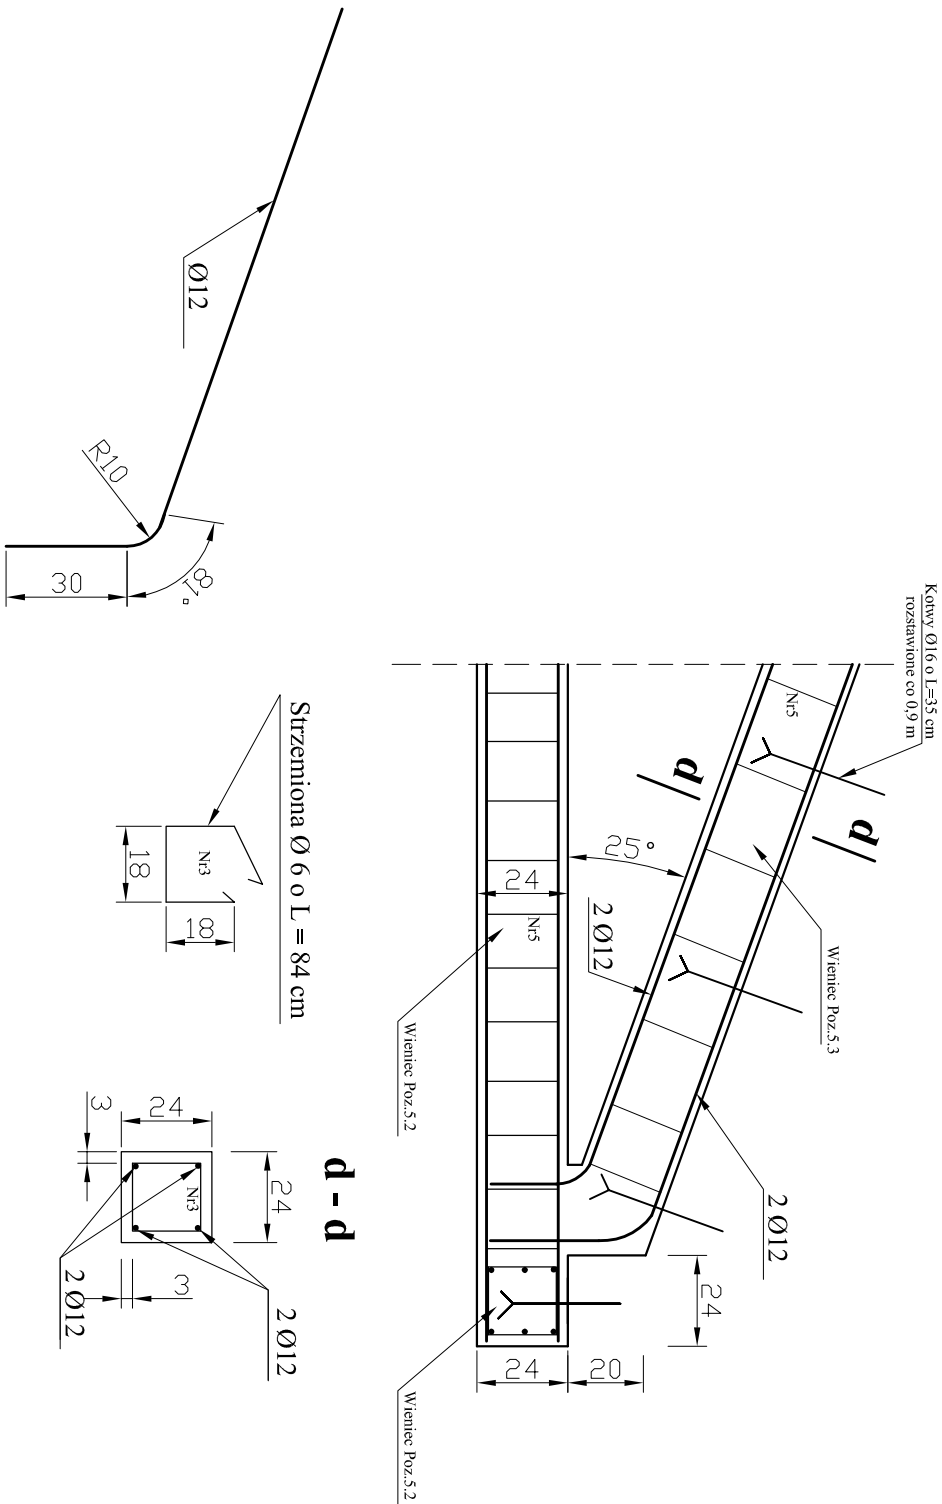 Kotwy Ø16 o L=35 cm
rozstawione co 0,9 m
Nr5
d
d
25°
Wieniec Poz.5.3
24
Nr5
2 Ø12
Wieniec Poz.5.2
2 Ø12
24
24
20
Wieniec Poz.5.2
Ø12
R10
81°
30
Strzemiona Ø 6 o L = 84 cm
Nr3
18
18
d - d
24
24
3
3
Nr3
2 Ø12
2 Ø12